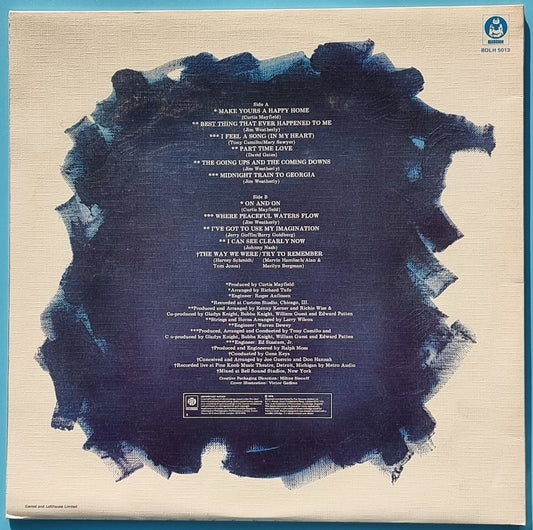 BDLH 5013
Side A
* MAKE YOURS A HAPPY HOME
(Curtis Mayfield)
** BEST THING THAT EVER HAPPENED TO ME
(Jim Weatherly)
*** I FEEL A SONG (IN MY HEART)
(Tony Camillo/Mary Sawyer)
** PART TIME LOVE
(David Gates)
** THE GOING UPS AND THE COMING DOWNS
(Jim Weatherly)
*** MIDNIGHT TRAIN TO GEORGIA
(Jim Weatherly)
Side B
* ON AND ON
(Curtis Mayfield)
*** WHERE PEACEFUL WATERS FLOW
(Jim Weatherly)
** I'VE GOT TO USE MY IMAGINATION
(Jerry Goffin/Barry Goldberg)
** I CAN SEE CLEARLY NOW
(Johnny Nash)
†THE WAY WE WERE/TRY TO REMEMBER
(Harvey Schmidt/ (Marvin Hamlisch/Alan &
Tom Jones) Marilyn Bergman)
*Produced by Curtis Mayfield
*Arranged by Richard Tufo
*Engineer: Roger Anfinsen
*Recorded at Curtom Studio, Chicago, Ill.
**Produced and Arranged by Kenny Kerner and Richie Wise &
Co-produced by Gladys Knight, Bubba Knight, William Guest and Edward Patten
**Strings and Horns Arranged by Larry Wilcox
**Engineer: Warren Dewey
***Produced, Arranged and Conducted by Tony Camillo and
C o-produced by Gladys Knight, Bubba Knight, William Guest and Edward Patten
***Engineer: Ed Stasium, Jr.
†Produced and Engineered by Ralph Moss
†Conducted by Gene Keys
†Conceived and Arranged by Joe Guercio and Don Hannah
†Recorded live at Pine Knob Music Theatre, Detroit, Michigan by Metro Audio
†Mixed at Bell Sound Studios, New York
Creative Packaging Direction: Milton Sincoff
Cover Illustration: Victor Gadino
Garrod and Lofthouse Limited